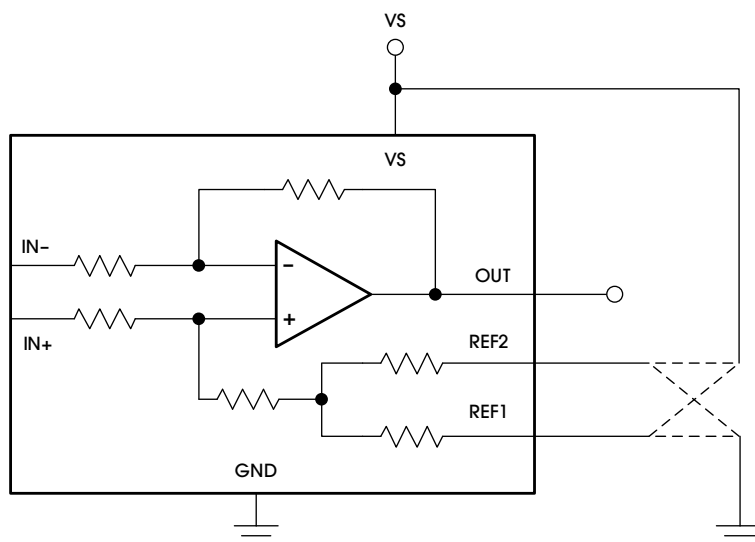 VS
VS
IN-
-
OUT
+
IN+
REF2
REF1
GND